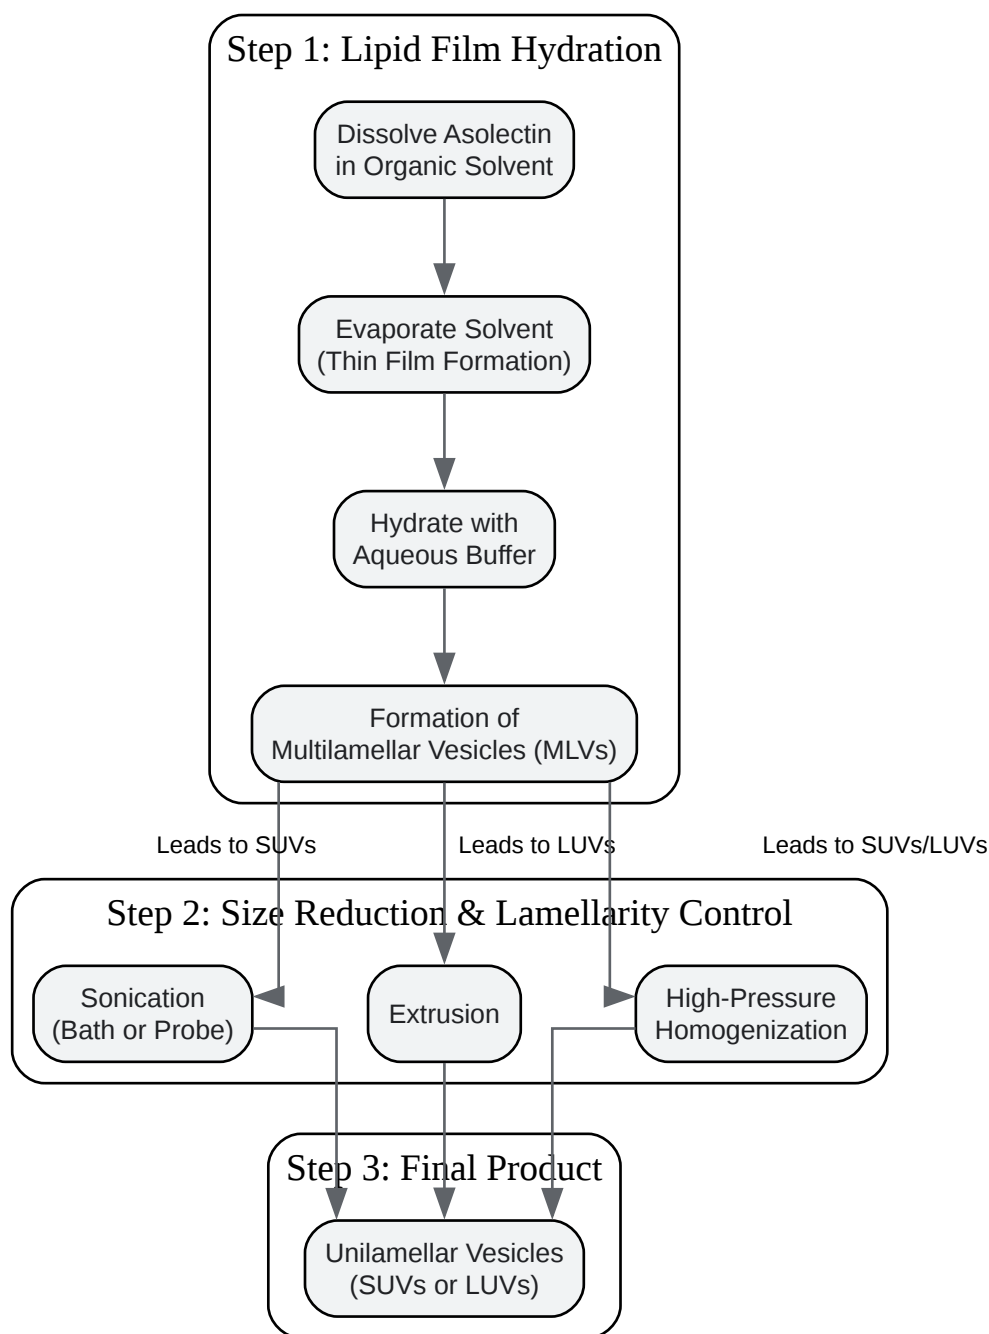 Step 1: Lipid Film Hydration
Dissolve Asolectin
in Organic Solvent
Evaporate Solvent
(Thin Film Formation)
Hydrate with
Aqueous Buffer
Formation of
Multilamellar Vesicles (MLVs)
Leads to SUVs
Leads to LUVs
Leads to SUVs/LUVs
Step 2: Size Reduction & Lamellarity Control
Sonication
(Bath or Probe)
Extrusion
High-Pressure
Homogenization
Step 3: Final Product
Unilamellar Vesicles
(SUVs or LUVs)